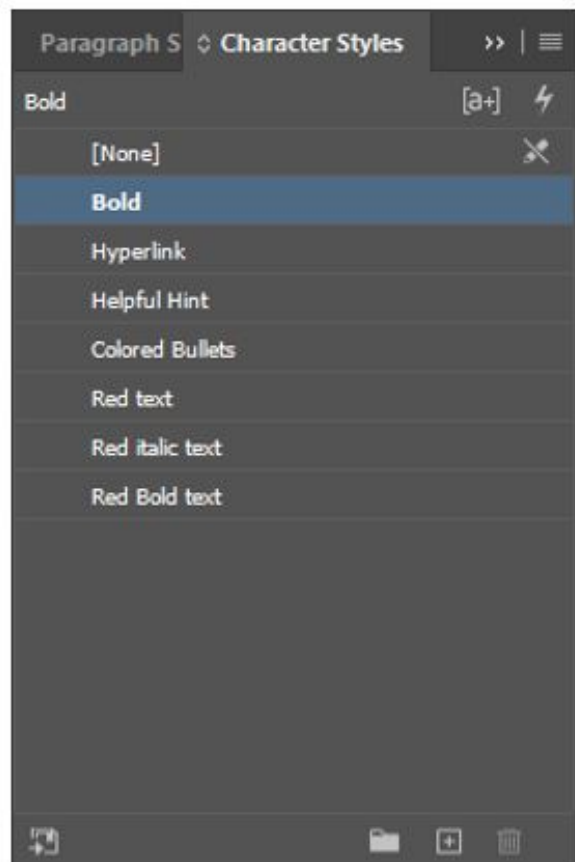 Paragraph S Character Styles
Bold [a+]
[None]
Bold
Hyperlink
Helpful Hint
Colored Bullets
Red text
Red italic text
Red Bold text